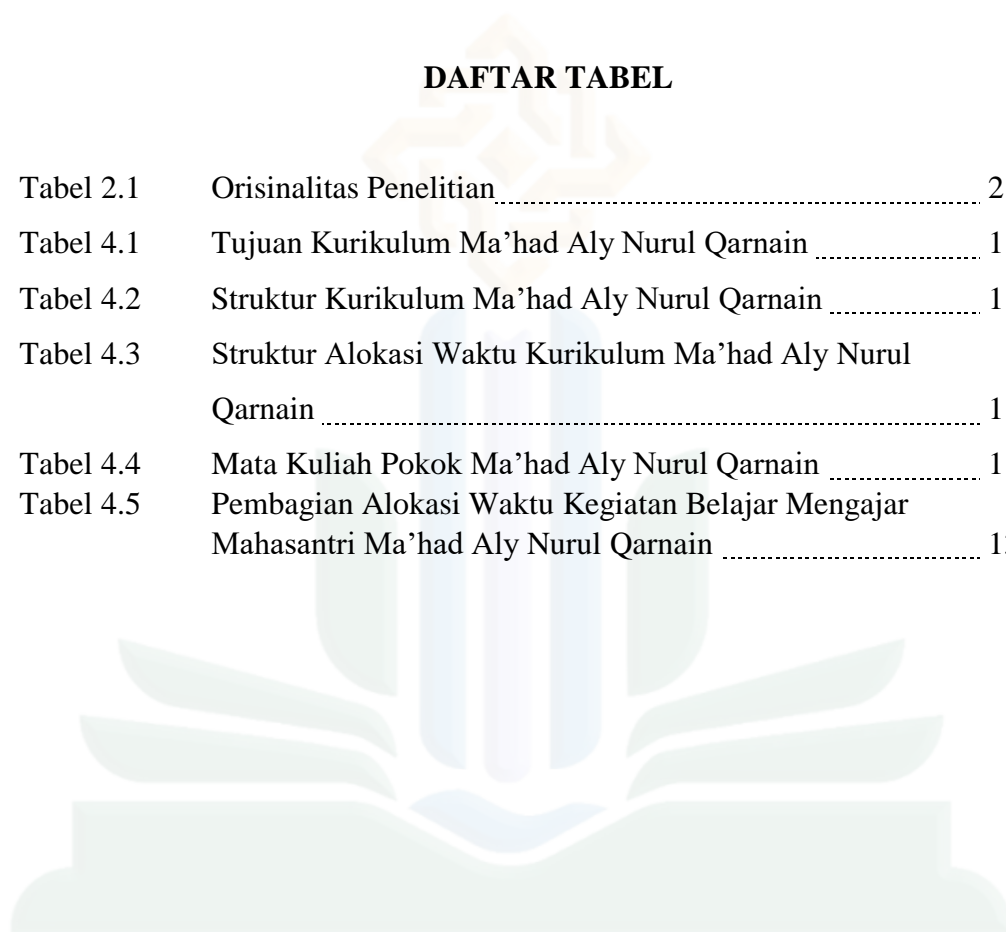 DAFTAR TABEL
Tabel 2.1 Orisinalitas Penelitian 2
Tabel 4.1 Tujuan Kurikulum Ma’had Aly Nurul Qarnain 1
Tabel 4.2 Struktur Kurikulum Ma’had Aly Nurul Qarnain 1
Tabel 4.3 Struktur Alokasi Waktu Kurikulum Ma’had Aly Nurul
Qarnain 1
Tabel 4.4 Mata Kuliah Pokok Ma’had Aly Nurul Qarnain 1
Tabel 4.5 Pembagian Alokasi Waktu Kegiatan Belajar Mengajar
Mahasantri Ma’had Aly Nurul Qarnain 1